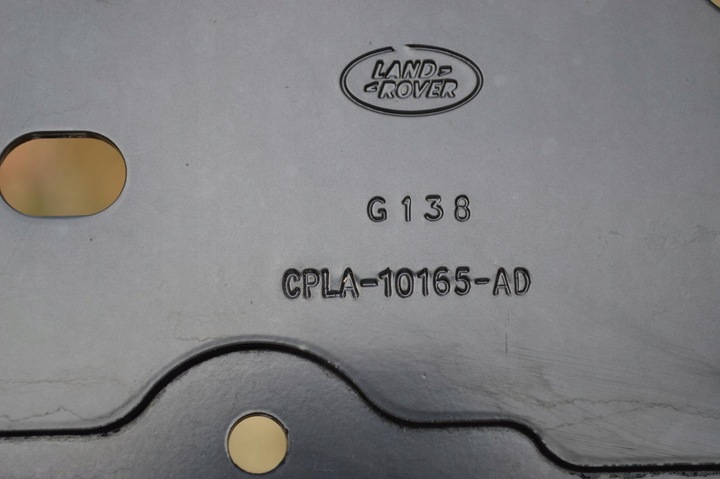 LAND
ROVER
G138
CPLA-10165-AD